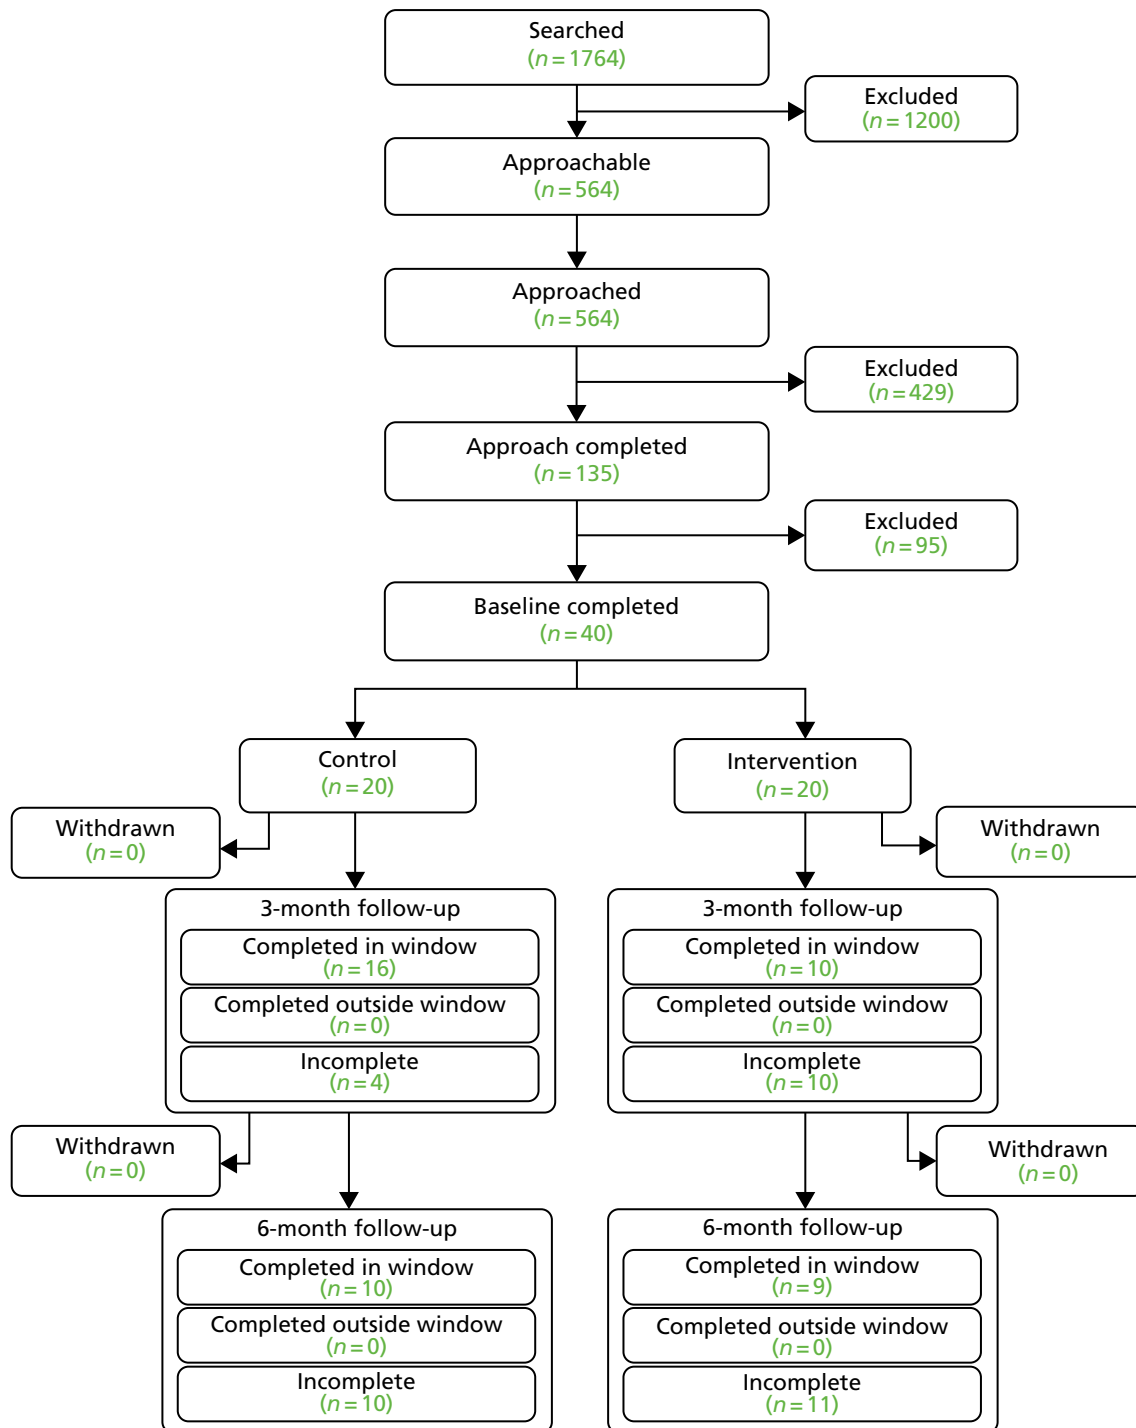 Searched
(n=1764)
Excluded
(n=1200)
Approachable
(n=564)
Approached
(n=564)
Excluded
(n=429)
Approach completed
(n=135)
Excluded
(n=95)
Baseline completed
(n=40)
Control
(n=20)
Intervention
(n=20)
Withdrawn
(n=0)
Withdrawn
(n=0)
3-month follow-up
Completed in window
(n=16)
Completed outside window
(n=0)
Incomplete
(n=4)
3-month follow-up
Completed in window
(n=10)
Completed outside window
(n=0)
Incomplete
(n=10)
Withdrawn
(n=0)
Withdrawn
(n=0)
6-month follow-up
Completed in window
(n=10)
Completed outside window
(n=0)
Incomplete
(n=10)
6-month follow-up
Completed in window
(n=9)
Completed outside window
(n=0)
Incomplete
(n=11)